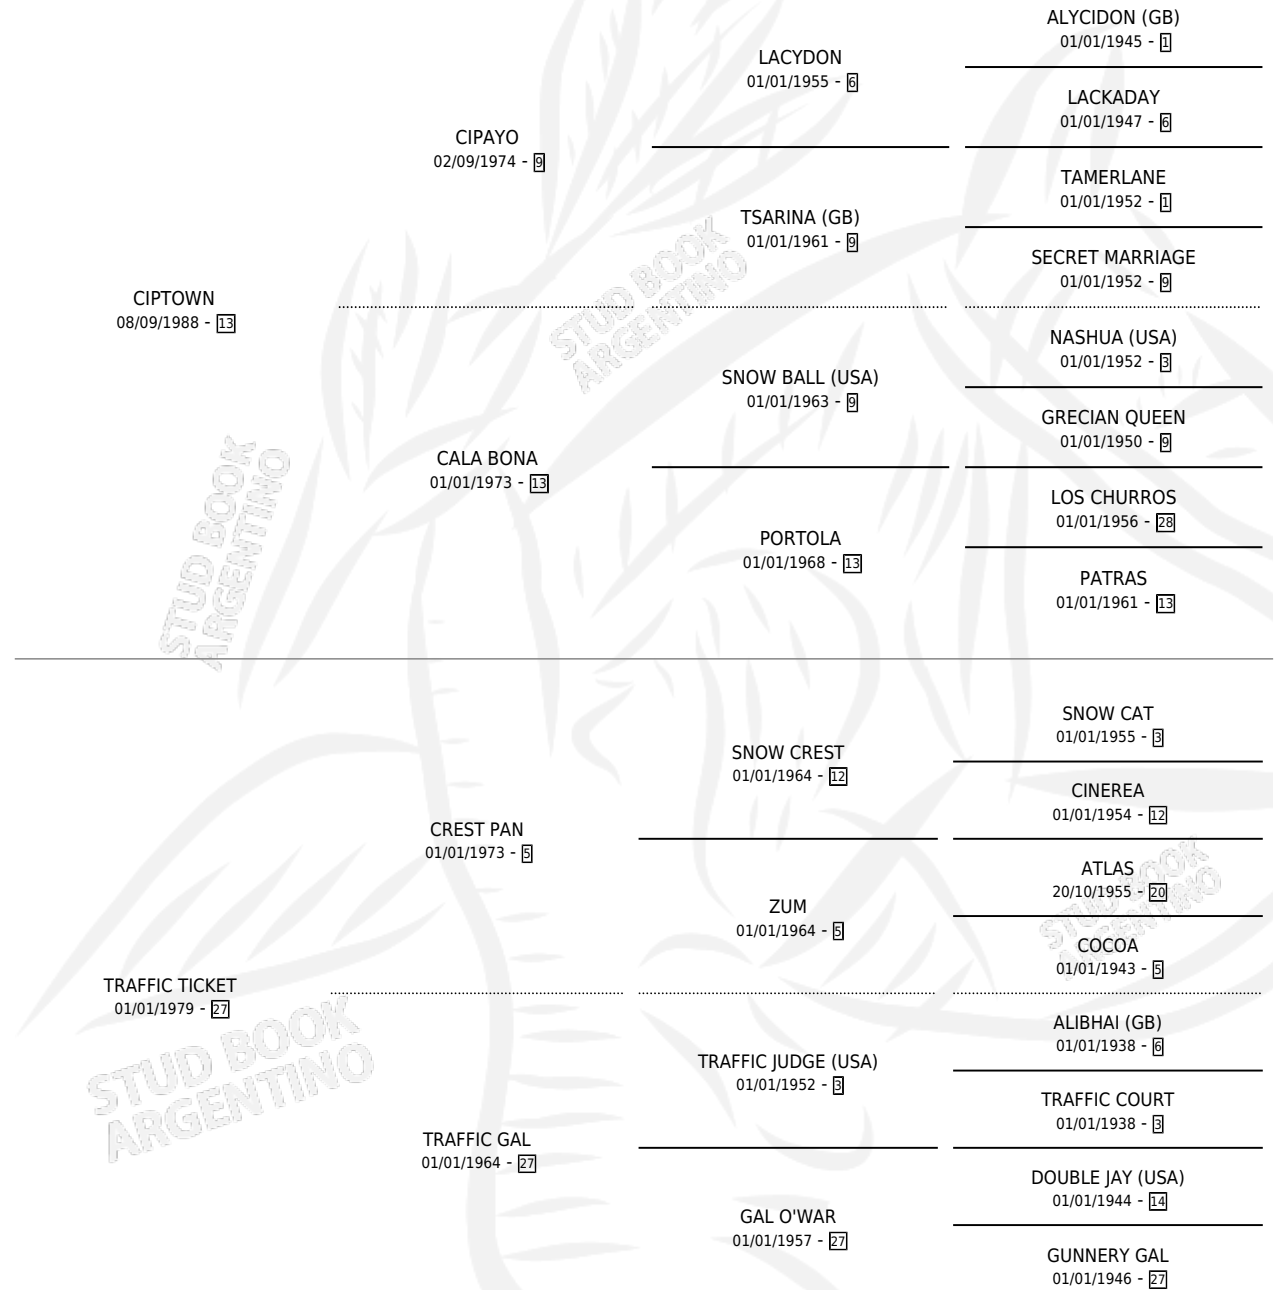 ALYCIDON (GB)
01/01/1945 - 1
LACYDON
01/01/1955 - 6
LACKADAY
01/01/1947 - 6
CIPAYO
02/09/1974 - 9
TAMERLANE
01/01/1952 - 1
TSARINA (GB)
01/01/1961 - 9
SECRET MARRIAGE
01/01/1952 - 9
CIPTOWN
08/09/1988 - 13
NASHUA (USA)
01/01/1952 - 3
SNOW BALL (USA)
01/01/1963 - 9
GRECIAN QUEEN
01/01/1950 - 9
CALA BONA
01/01/1973 - 13
LOS CHURROS
01/01/1956 - 28
PORTOLA
01/01/1968 - 13
PATRAS
01/01/1961 - 13
SNOW CAT
01/01/1955 - 3
SNOW CREST
01/01/1964 - 12
CINEREA
01/01/1954 - 12
CREST PAN
01/01/1973 - 5
ATLAS
20/10/1955 - 20
ZUM
01/01/1964 - 5
COCOA
01/01/1943 - 5
TRAFFIC TICKET
01/01/1979 - 27
ALIBHAI (GB)
01/01/1938 - 6
TRAFFIC JUDGE (USA)
01/01/1952 - 3
TRAFFIC COURT
01/01/1938 - 3
TRAFFIC GAL
01/01/1964 - 27
DOUBLE JAY (USA)
01/01/1944 - 14
GAL O'WAR
01/01/1957 - 27
GUNNERY GAL
01/01/1946 - 27
STUD BOOK
ARGENTINO
STUD BOOK
ARGENTINO
STUD BOOK
ARGENTINO
STUD BOOK
ARGENTINO